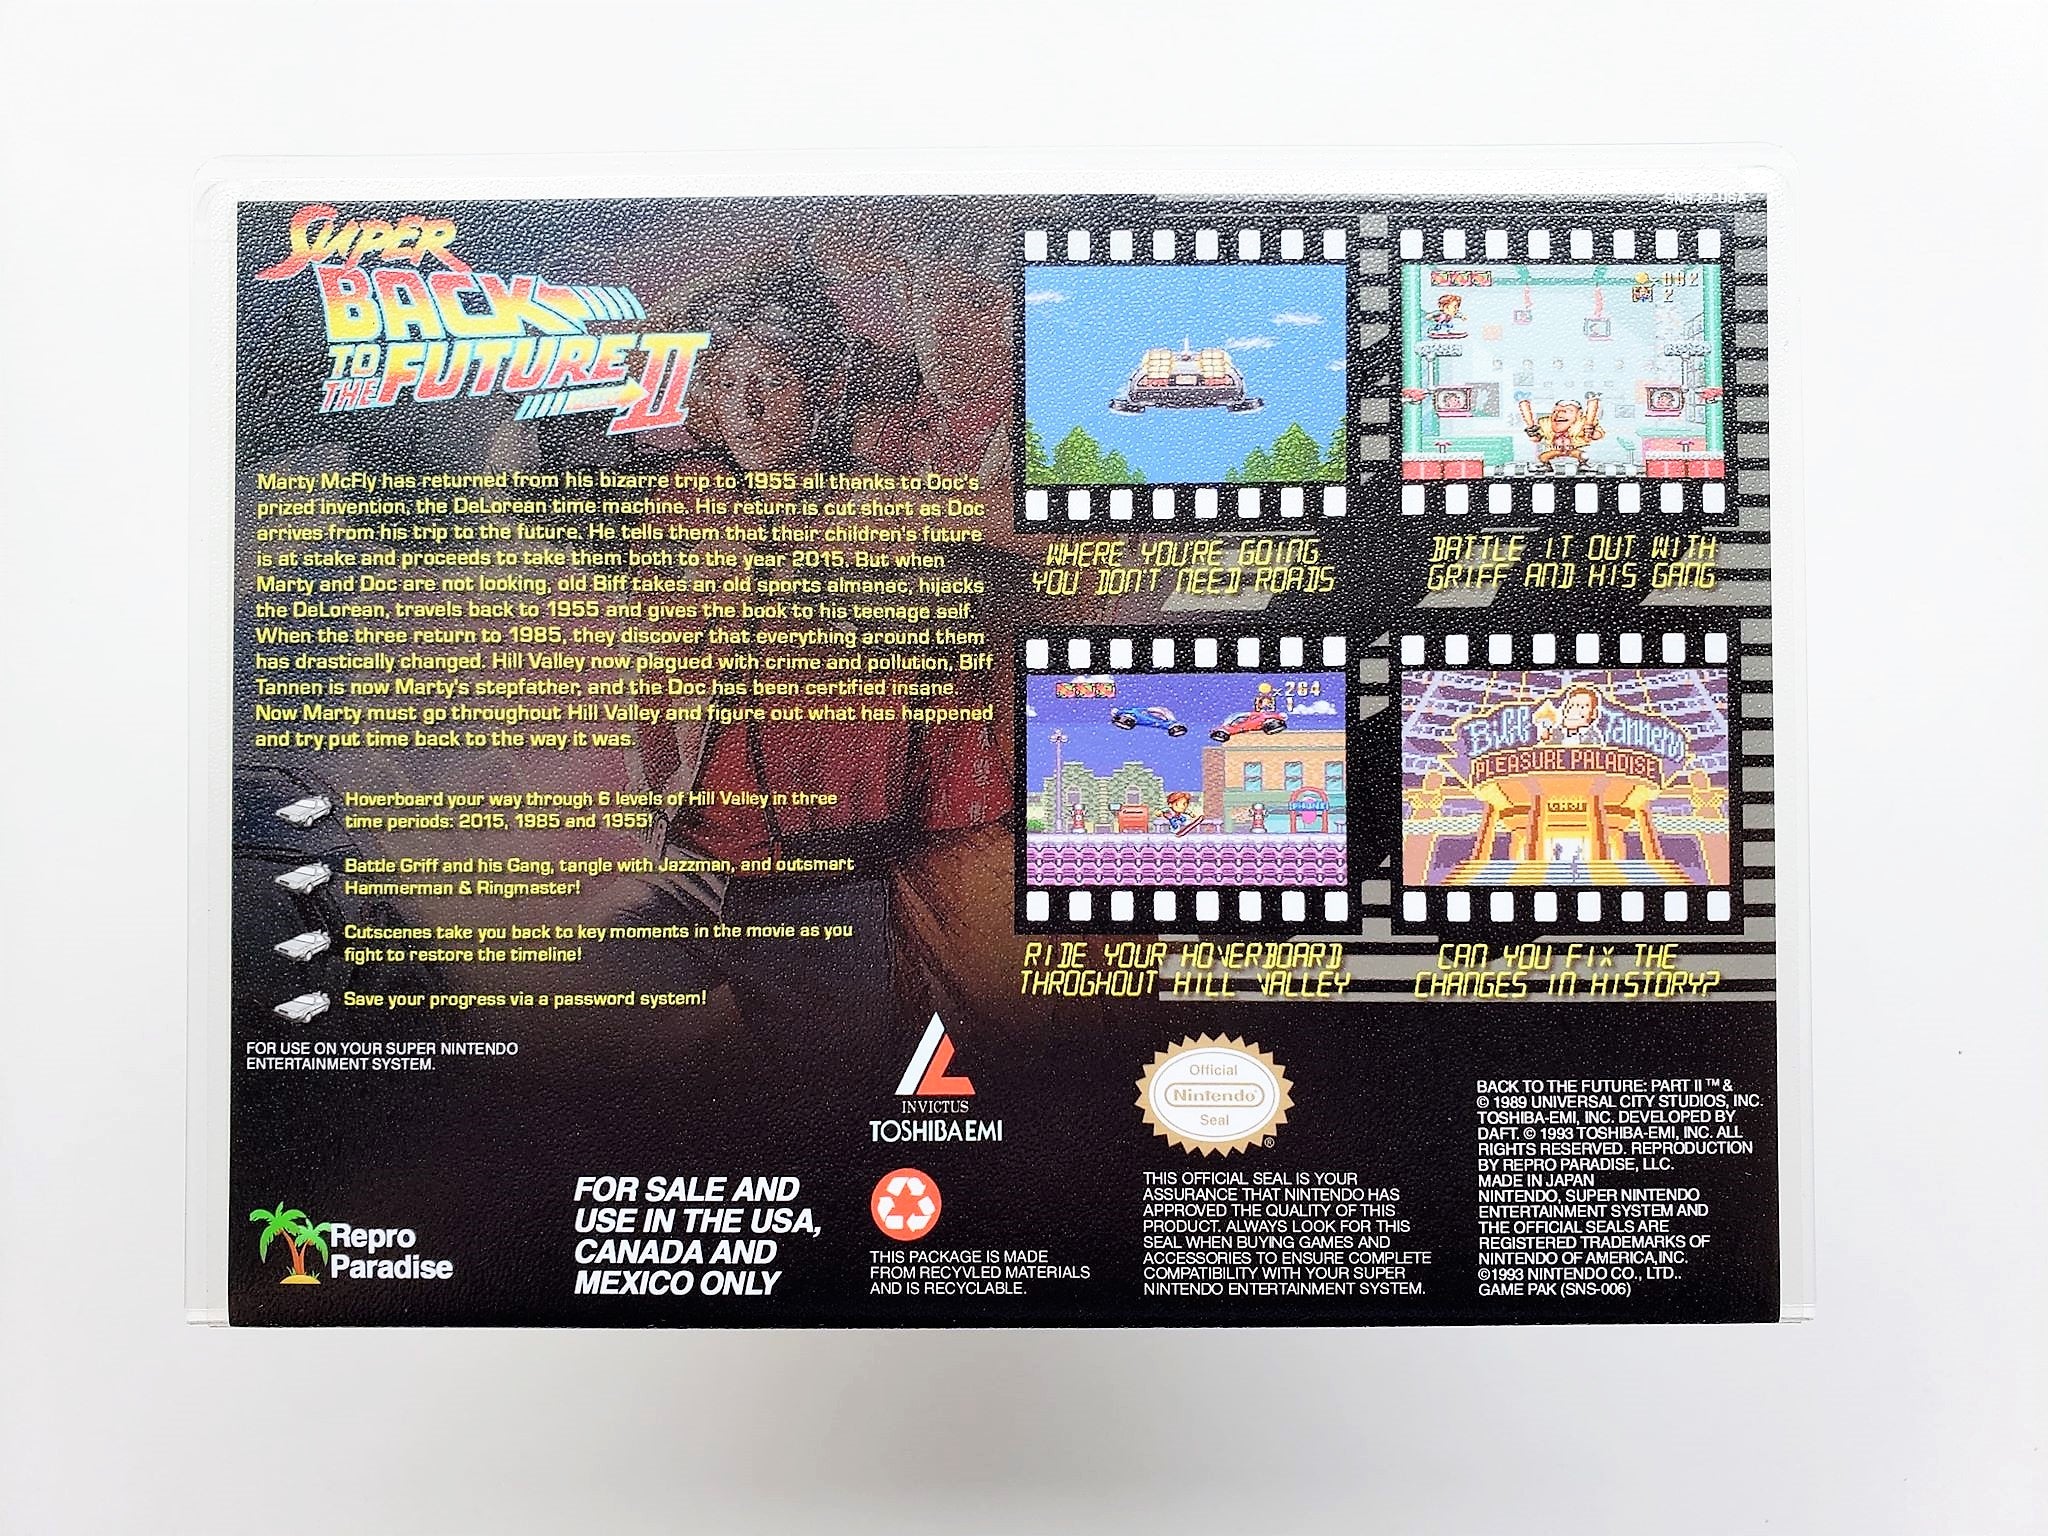 SUPER
BACK
TO THE FUTURE II
Marty McFly has returned from his bizarre trip to 1955 all thanks to Doc's
prized invention, the DeLorean time machine. His return is cut short as Doc
arrives from his trip to the future. He tells them that their children's future
is at stake and proceeds to take them both to the year 2015. But when
Marty and Doc are not looking, old Biff takes an old sports almanac, hijacks
the DeLorean, travels back to 1955 and gives the book to his teenage self.
When the three return to 1985, they discover that everything around them
has drastically changed. Hill Valley now plagued with crime and pollution, Biff
Tannen is now Marty's stepfather, and the Doc has been certified insane.
Now Marty must go throughout Hill Valley and figure out what has happened
and try put time back to the way it was.
Hoverboard your way through 6 levels of Hill Valley in three
time periods: 2015, 1985 and 1955!
Battle Griff and his Gang, tangle with Jazzman, and outsmart
Hammerman & Ringmaster!
Cutscenes take you back to key moments in the movie as you
fight to restore the timeline!
Save your progress via a password system!
FOR USE ON YOUR SUPER NINTENDO
ENTERTAINMENT SYSTEM.
Repro
Paradise
FOR SALE AND
USE IN THE USA,
CANADA AND
MEXICO ONLY
INVICTUS
TOSHIBA EMI
THIS PACKAGE IS MADE
FROM RECYVLED MATERIALS
AND IS RECYCLABLE.
WHERE YOU'RE GOING
YOU DON'T NEED ROADS
2
BATTLE IT OUT WITH
GRIFF AND HIS GANG
×264
RIDE YOUR HOVERBOARD
THROGHOUT HILL VALLEY
Biff Tannen
PLEASURE PALADISE
CAN YOU FIX THE
CHANGES IN HISTORY?
Official
Nintendo
Seal
®
THIS OFFICIAL SEAL IS YOUR
ASSURANCE THAT NINTENDO HAS
APPROVED THE QUALITY OF THIS
PRODUCT. ALWAYS LOOK FOR THIS
SEAL WHEN BUYING GAMES AND
ACCESSORIES TO ENSURE COMPLETE
COMPATIBILITY WITH YOUR SUPER
NINTENDO ENTERTAINMENT SYSTEM.
BACK TO THE FUTURE: PART II ™ &
© 1989 UNIVERSAL CITY STUDIOS, INC.
TOSHIBA-EMI, INC. DEVELOPED BY
DAFT. © 1993 TOSHIBA-EMI, INC. ALL
RIGHTS RESERVED. REPRODUCTION
BY REPRO PARADISE, LLC.
MADE IN JAPAN
NINTENDO, SUPER NINTENDO
ENTERTAINMENT SYSTEM AND
THE OFFICIAL SEALS ARE
REGISTERED TRADEMARKS OF
NINTENDO OF AMERICA,INC.
©1993 NINTENDO CO., LTD..
GAME PAK (SNS-006)